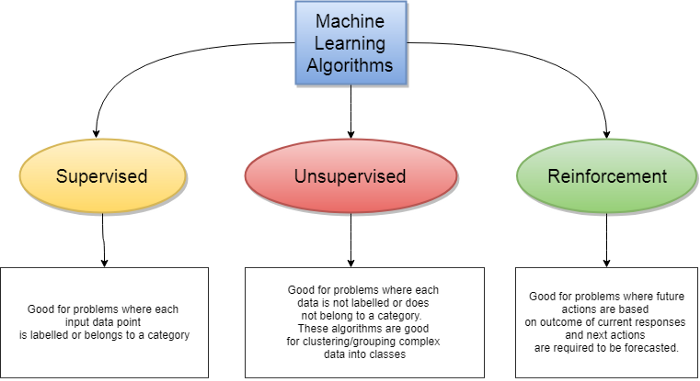 Machine
Learning
Algorithms
Supervised
Unsupervised
Reinforcement
Good for problems where each
input data point
is labelled or belongs to a category
Good for problems where each
data is not labelled or does
not belong to a category.
These algorithms are good
for clustering/grouping complex
data into classes
Good for problems where future
actions are based
on outcome of current responses
and next actions
are required to be forecasted.